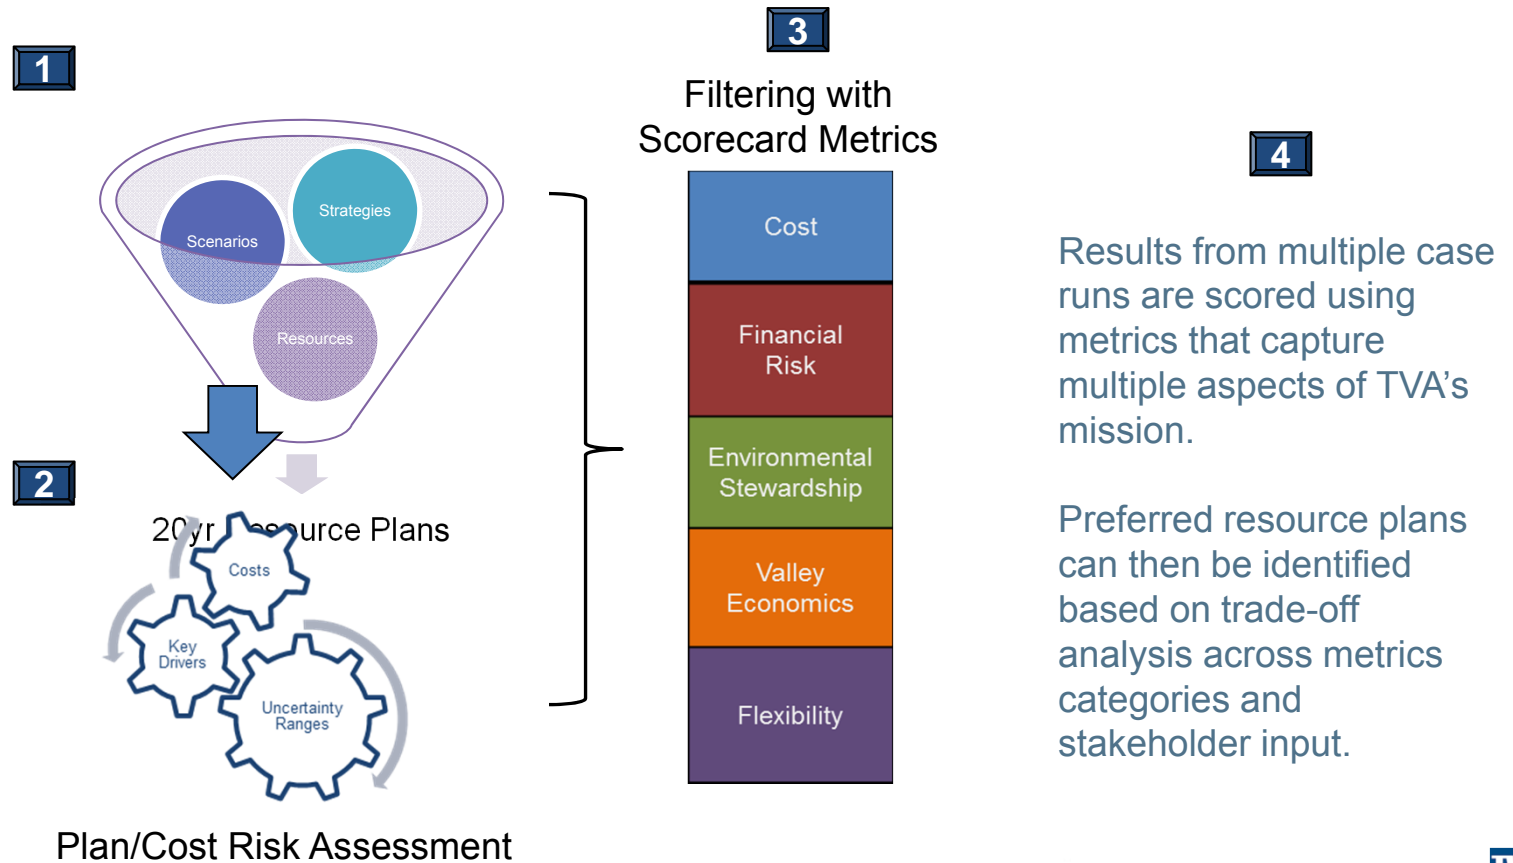 1
Strategies
Scenarios
Resources
2
20yr Resource Plans
Costs
Key
Drivers
Uncertainty
Ranges
Plan/Cost Risk Assessment
3
Filtering with
Scorecard Metrics
Cost
Financial
Risk
Environmental
Stewardship
Valley
Economics
Flexibility
4
Results from multiple case
runs are scored using
metrics that capture
multiple aspects of TVA’s
mission.
Preferred resource plans
can then be identified
based on trade-off
analysis across metrics
categories and
stakeholder input.